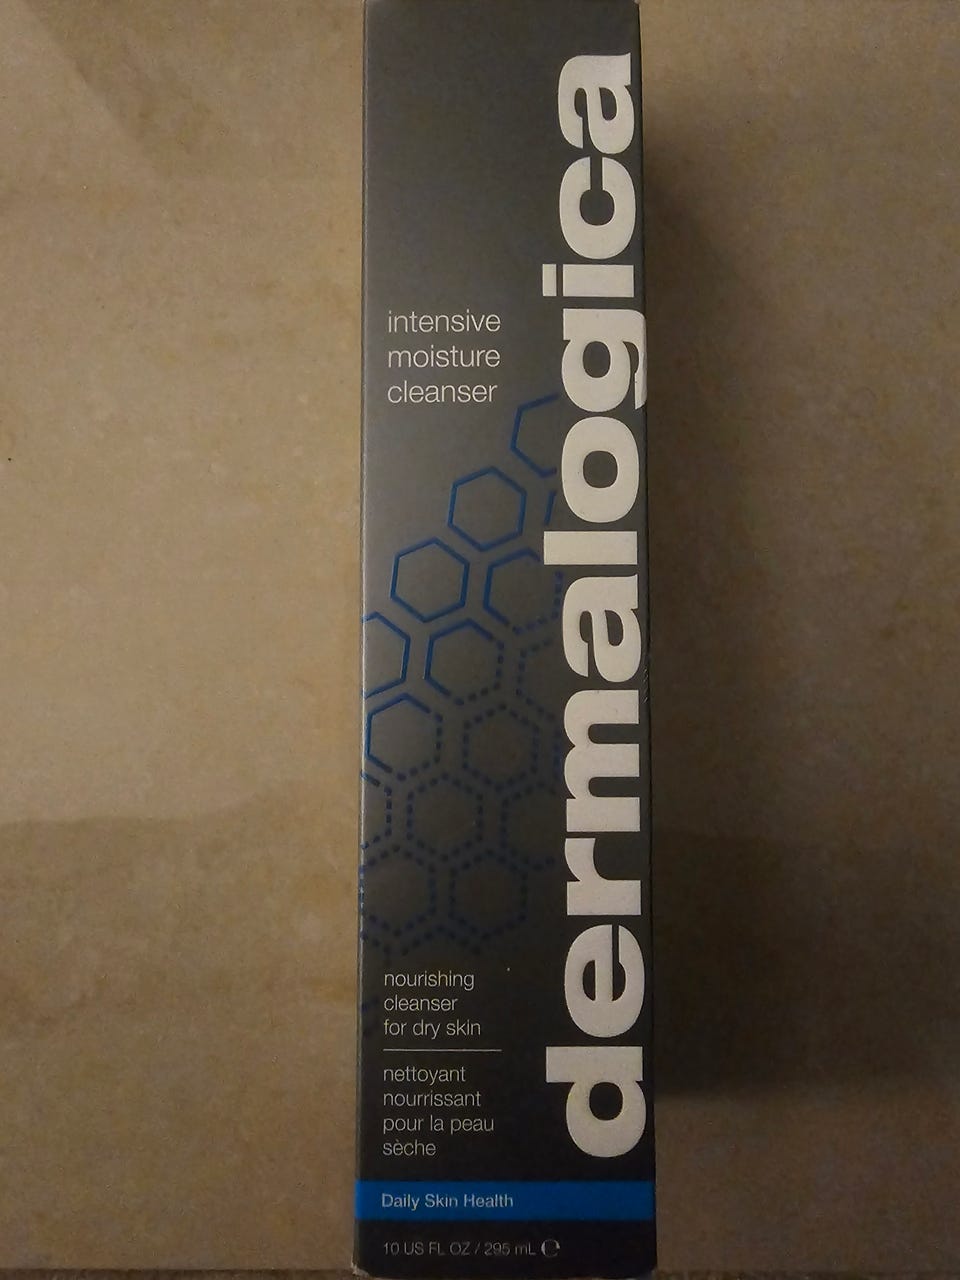 dermalogica
intensive
moisture
cleanser
nourishing
cleanser
for dry skin
nettoyant
nourrissant
pour la peau
sèche
Daily Skin Health
10 US FL OZ / 295 mL ℮